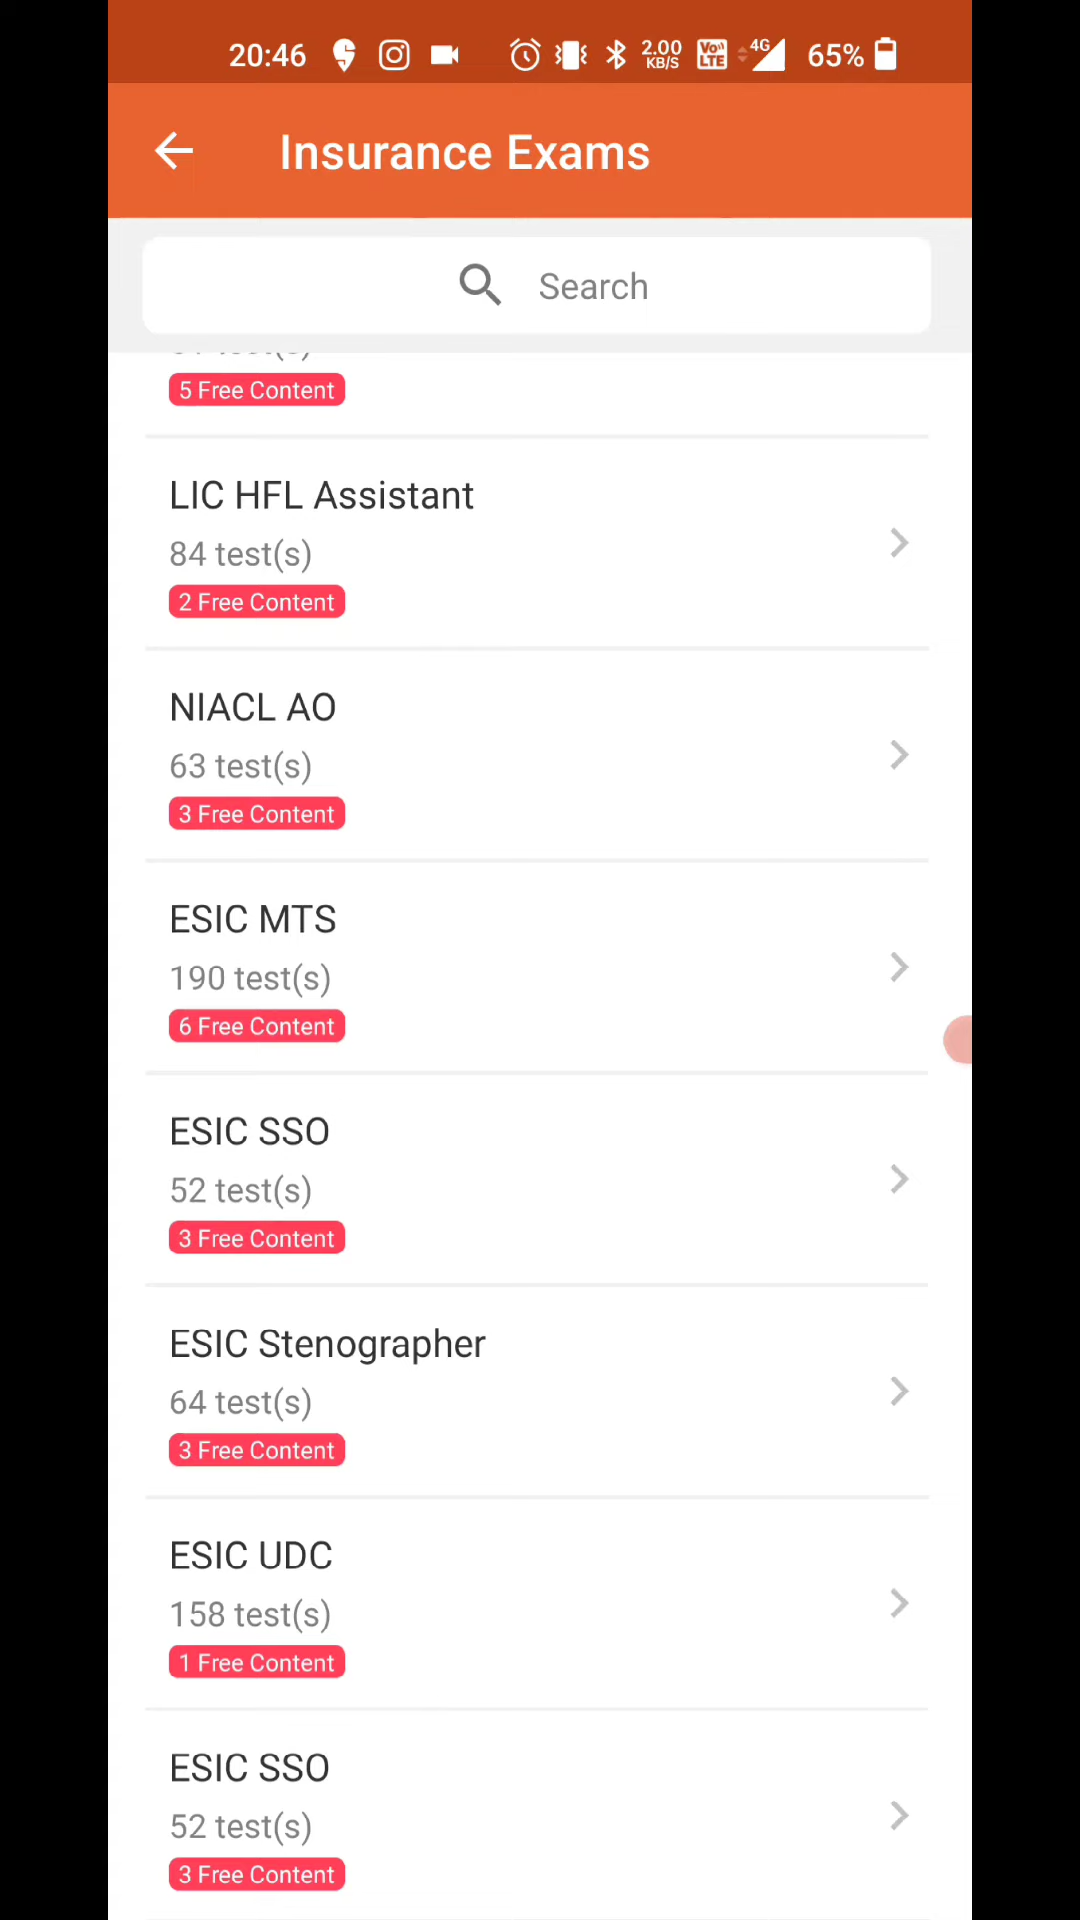 20:46 2.00 KB/S VoLTE 4G 65%
Insurance Exams
Search
5 Free Content
LIC HFL Assistant
84 test(s)
2 Free Content
NIACL AO
63 test(s)
3 Free Content
ESIC MTS
190 test(s)
6 Free Content
ESIC SSO
52 test(s)
3 Free Content
ESIC Stenographer
64 test(s)
3 Free Content
ESIC UDC
158 test(s)
1 Free Content
ESIC SSO
52 test(s)
3 Free Content